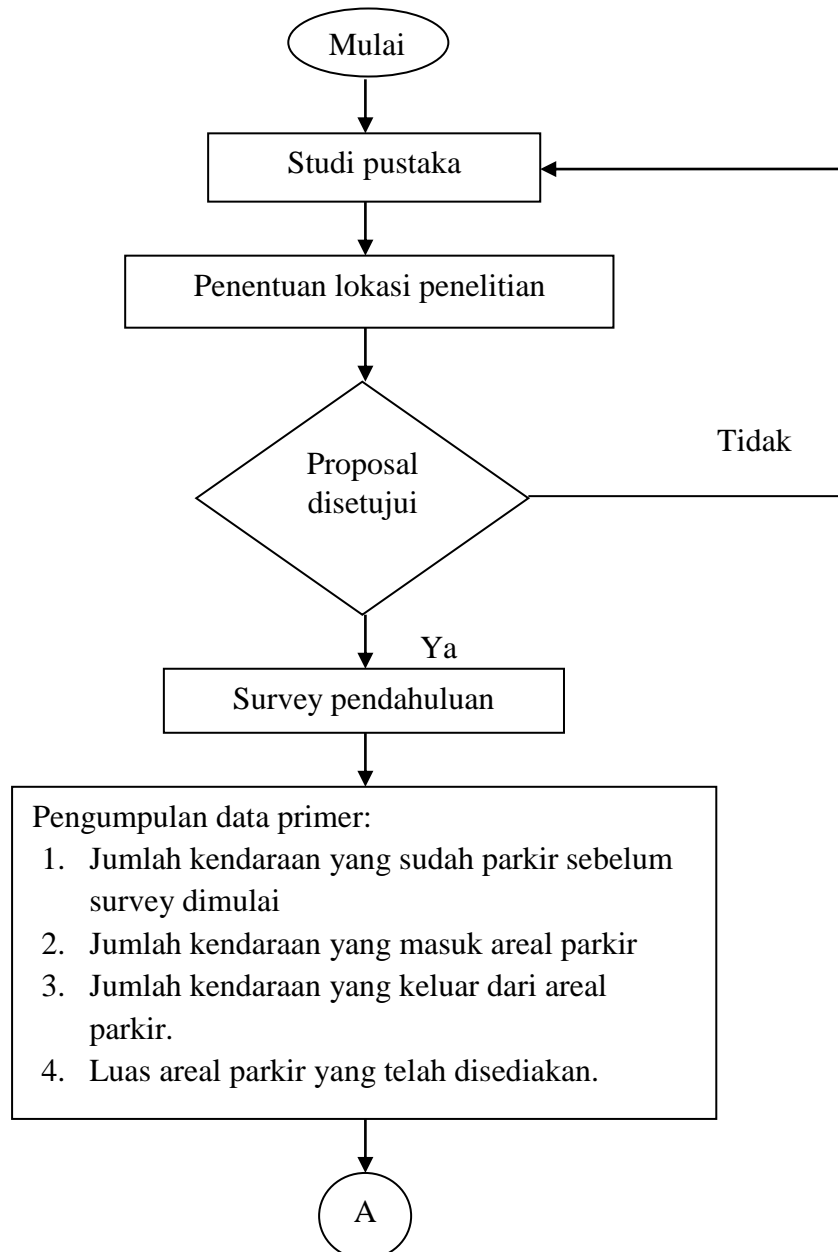 Mulai
Studi pustaka
Penentuan lokasi penelitian
Tidak
Proposal
disetujui
Ya
Survey pendahuluan
Pengumpulan data primer:
1. Jumlah kendaraan yang sudah parkir sebelum
survey dimulai
2. Jumlah kendaraan yang masuk areal parkir
3. Jumlah kendaraan yang keluar dari areal
parkir.
4. Luas areal parkir yang telah disediakan.
A